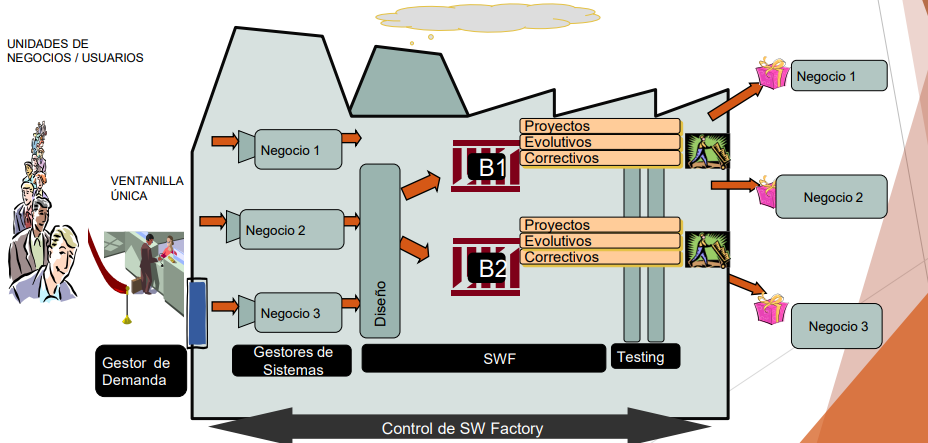 UNIDADES DE
NEGOCIOS / USUARIOS
VENTANILLA
ÚNICA
Negocio 1
Negocio 2
Negocio 3
Diseño
B1
Proyectos
Evolutivos
Correctivos
B2
Proyectos
Evolutivos
Correctivos
Negocio 1
Negocio 2
Negocio 3
Gestor de
Demanda
Gestores de
Sistemas
SWF
Testing
Control de SW Factory